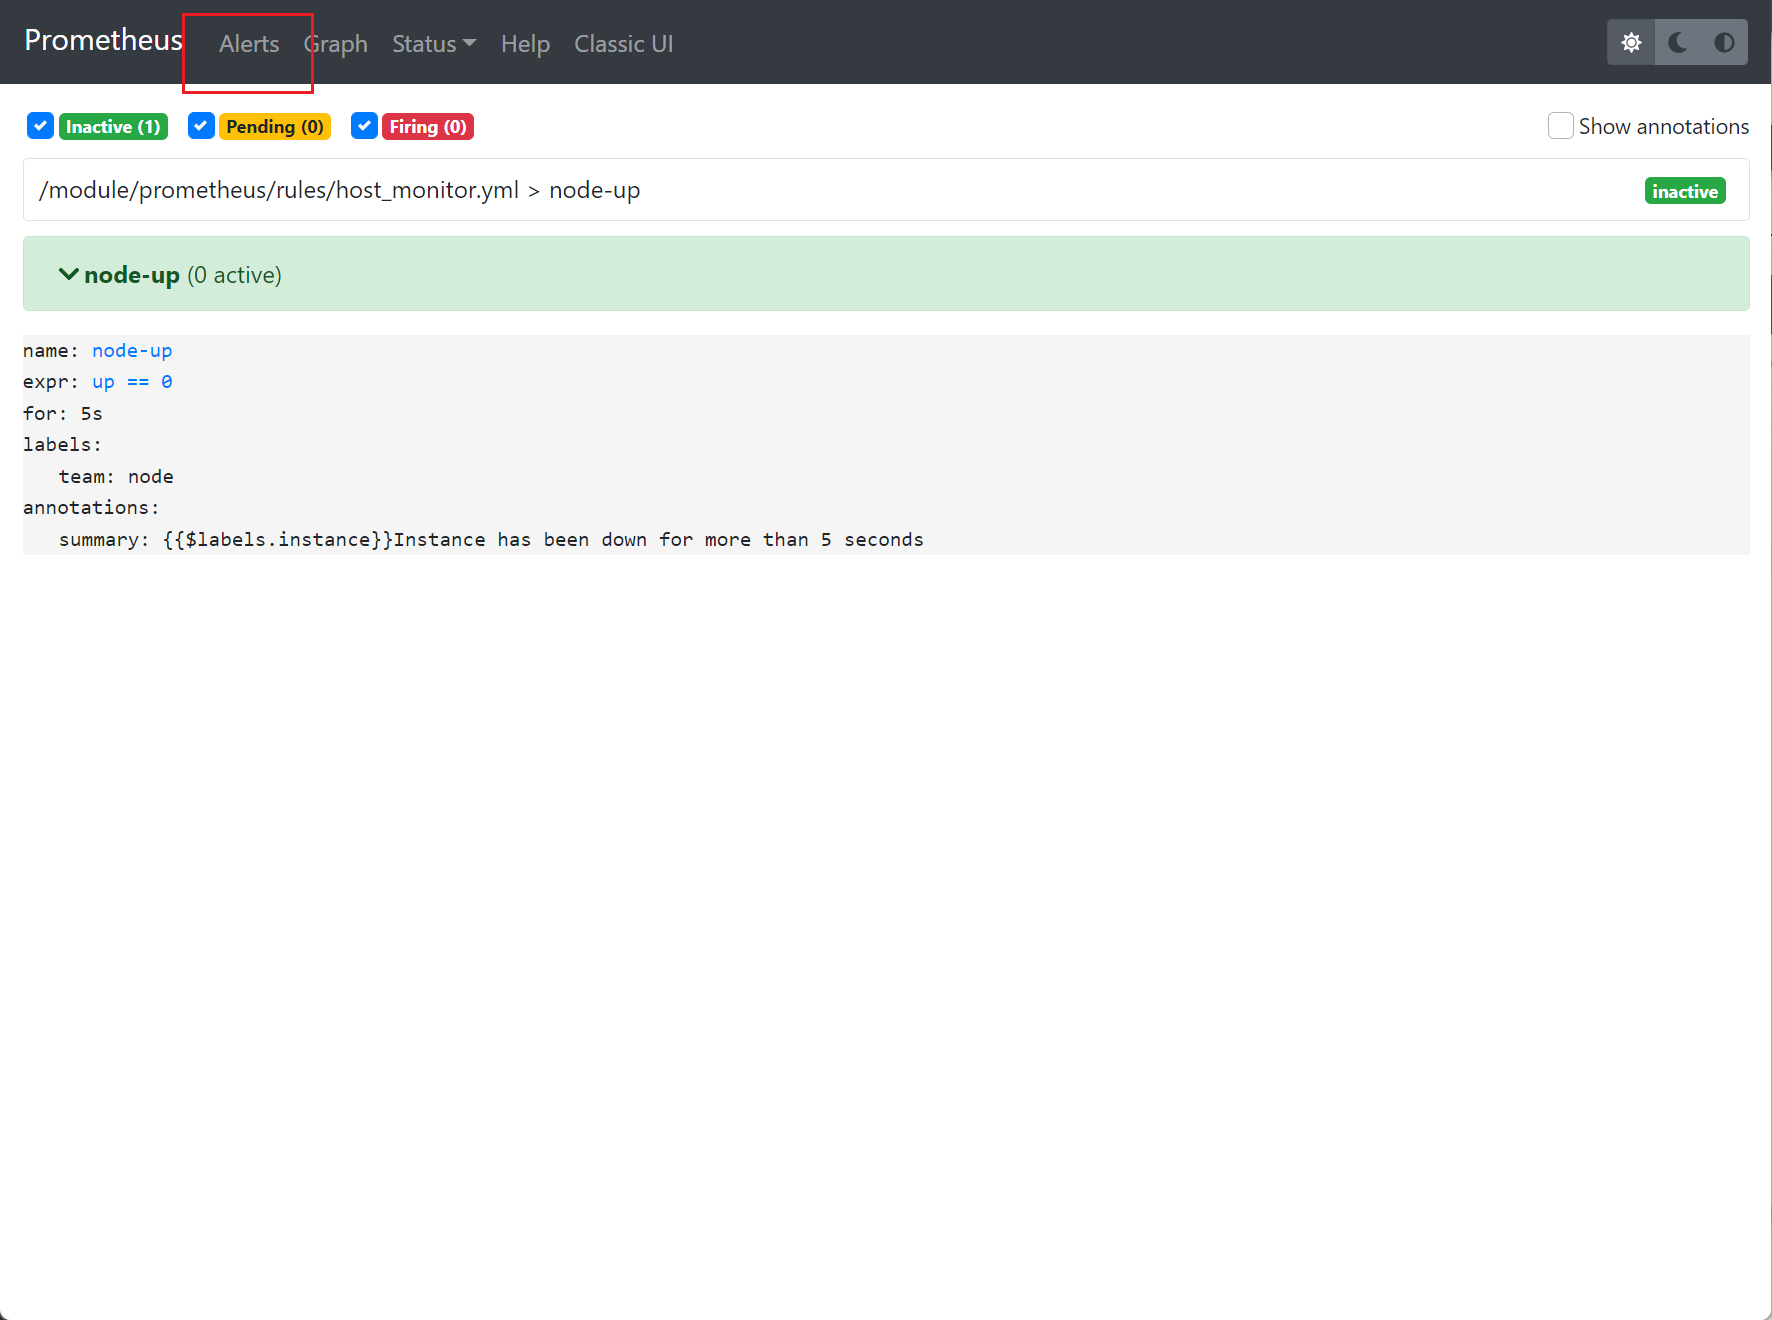 Prometheus Alerts Graph Status Help Classic UI
Inactive (1) Pending (0) Firing (0) Show annotations
/module/prometheus/rules/host_monitor.yml > node-up inactive
node-up (0 active)
name: node-up
expr: up == 0
for: 5s
labels:
team: node
annotations:
summary: {{$labels.instance}}Instance has been down for more than 5 seconds